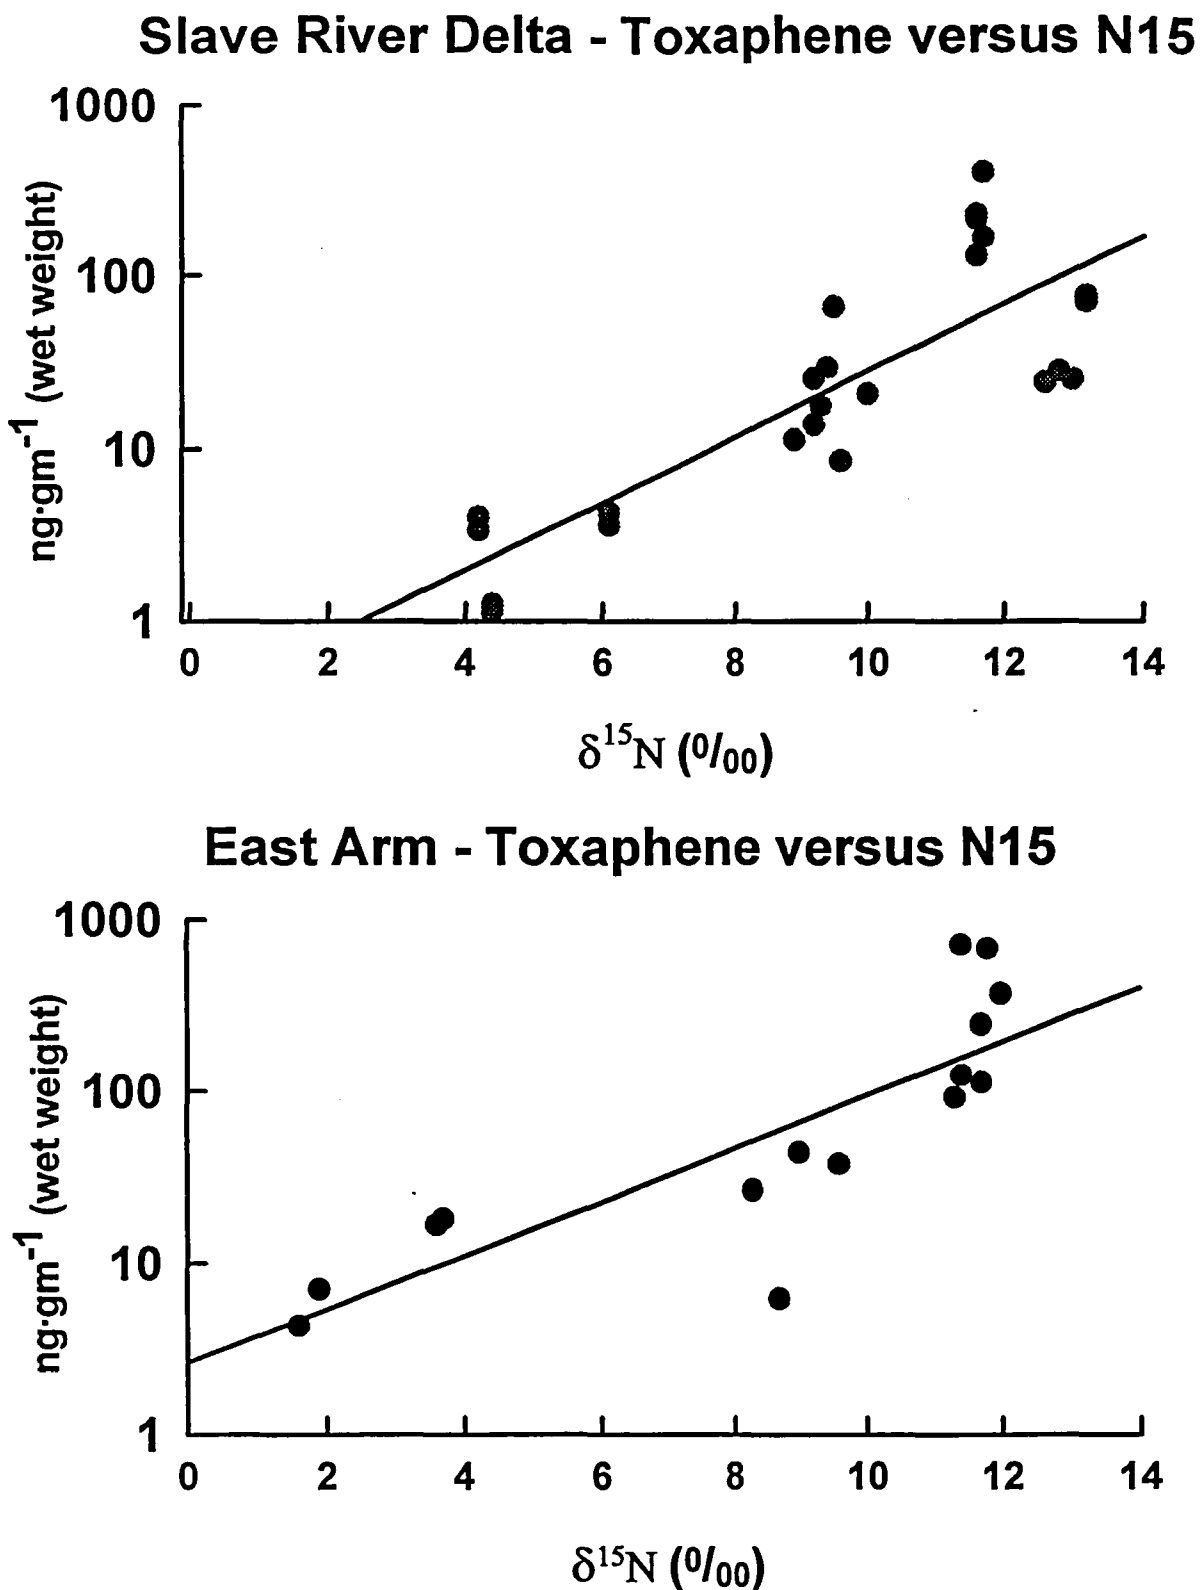 Slave River Delta - Toxaphene versus N15
1000
100
10
1
ng·gm⁻¹ (wet weight)
0 2 4 6 8 10 12 14
δ¹⁵N (⁰/₀₀)
East Arm - Toxaphene versus N15
1000
100
10
1
ng·gm⁻¹ (wet weight)
0 2 4 6 8 10 12 14
δ¹⁵N (⁰/₀₀)